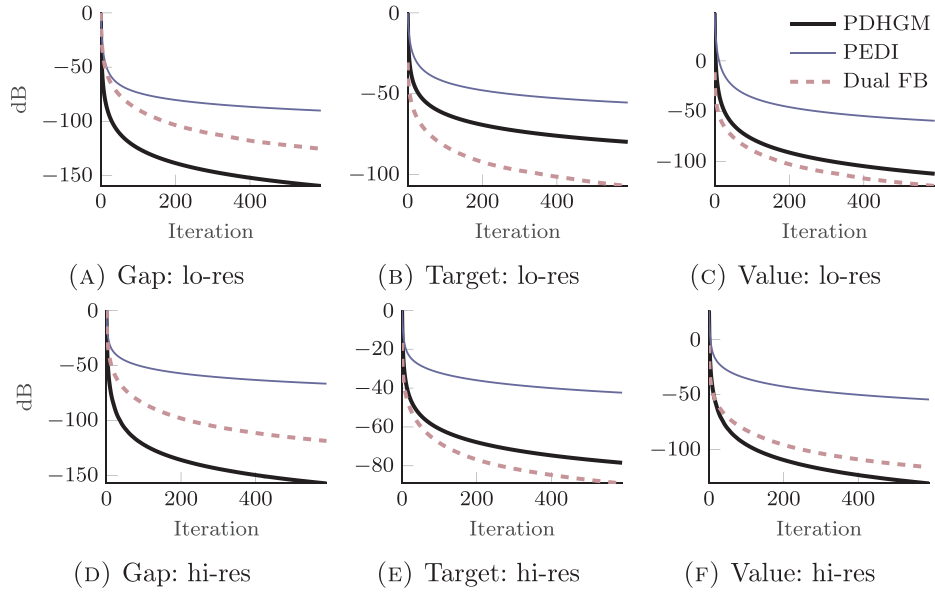 0
−50
−100
−150
dB
0
200
400
Iteration
(A) Gap: lo-res
0
−50
−100
0
200
400
Iteration
(B) Target: lo-res
0
−50
−100
0
200
400
Iteration
PDHGM
PEDI
Dual FB
(C) Value: lo-res
0
−50
−100
−150
dB
0
200
400
Iteration
(D) Gap: hi-res
0
−20
−40
−60
−80
0
200
400
Iteration
(E) Target: hi-res
0
−50
−100
0
200
400
Iteration
(F) Value: hi-res